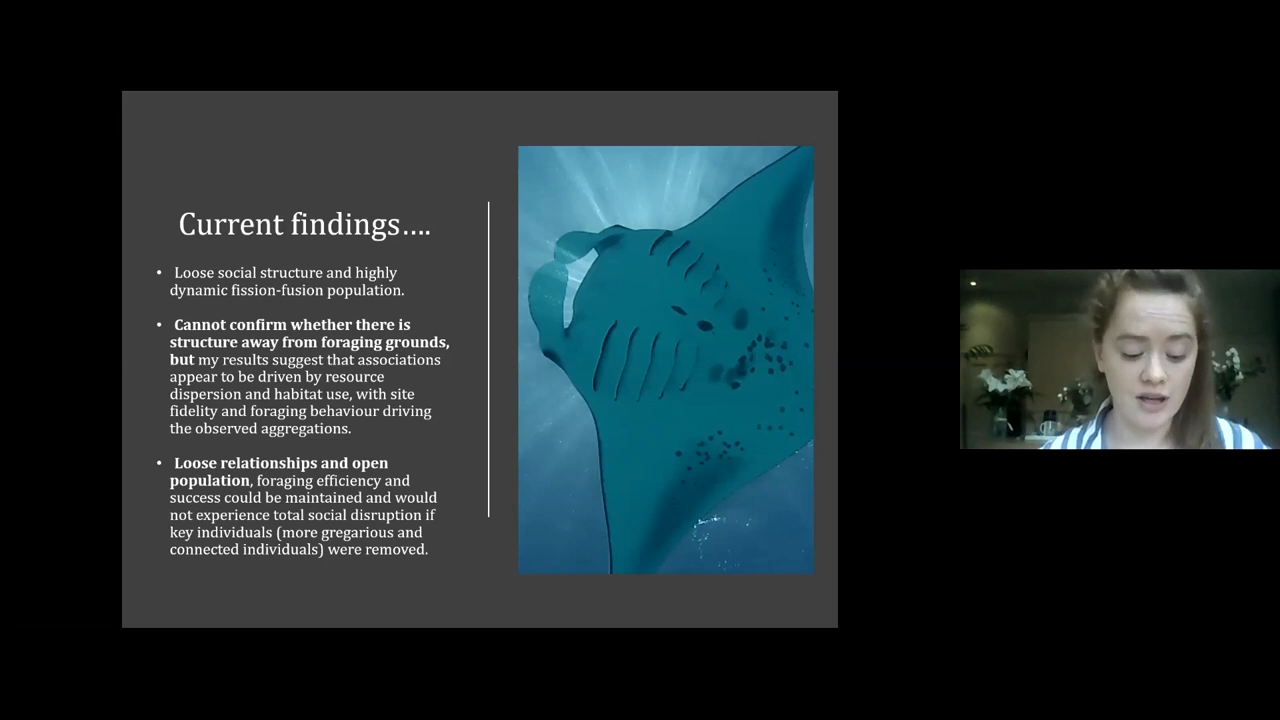 Current findings....
• Loose social structure and highly
dynamic fission-fusion population.
• Cannot confirm whether there is
structure away from foraging grounds,
but my results suggest that associations
appear to be driven by resource
dispersion and habitat use, with site
fidelity and foraging behaviour driving
the observed aggregations.
• Loose relationships and open
population, foraging efficiency and
success could be maintained and would
not experience total social disruption if
key individuals (more gregarious and
connected individuals) were removed.